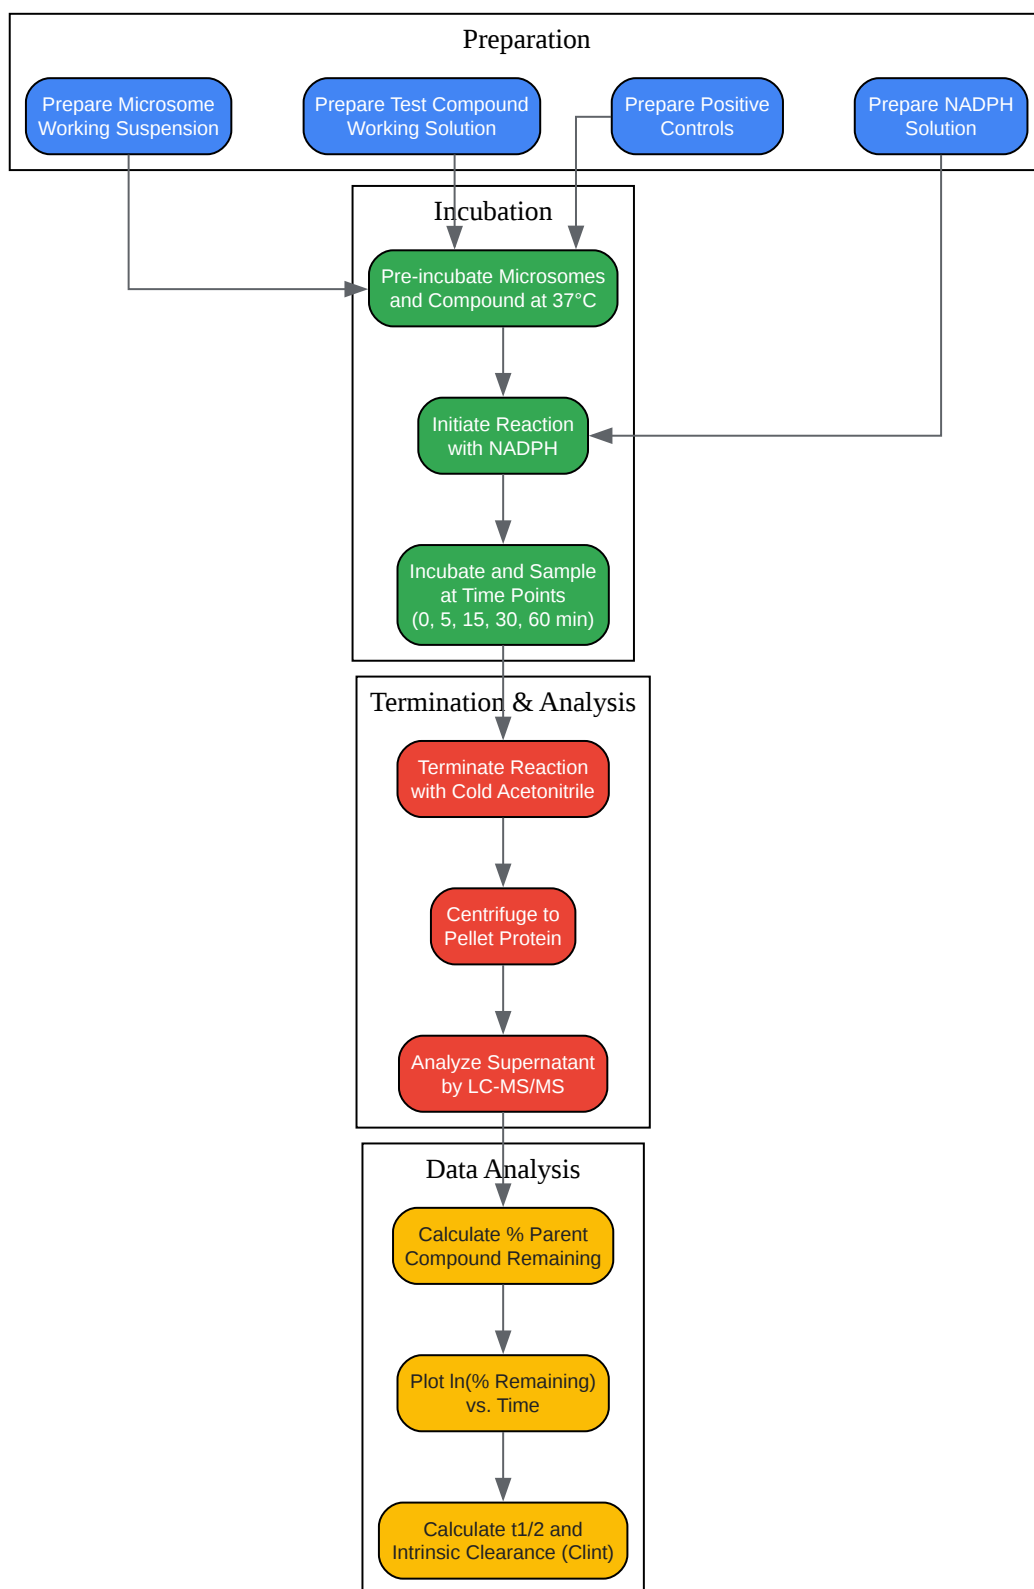 Preparation
Prepare Microsome
Working Suspension
Prepare Test Compound
Working Solution
Prepare Positive
Controls
Prepare NADPH
Solution
Incubation
Pre-incubate Microsomes
and Compound at 37°C
Initiate Reaction
with NADPH
Incubate and Sample
at Time Points
(0, 5, 15, 30, 60 min)
Termination & Analysis
Terminate Reaction
with Cold Acetonitrile
Centrifuge to
Pellet Protein
Analyze Supernatant
by LC-MS/MS
Data Analysis
Calculate % Parent
Compound Remaining
Plot ln(% Remaining)
vs. Time
Calculate t1/2 and
Intrinsic Clearance (Clint)